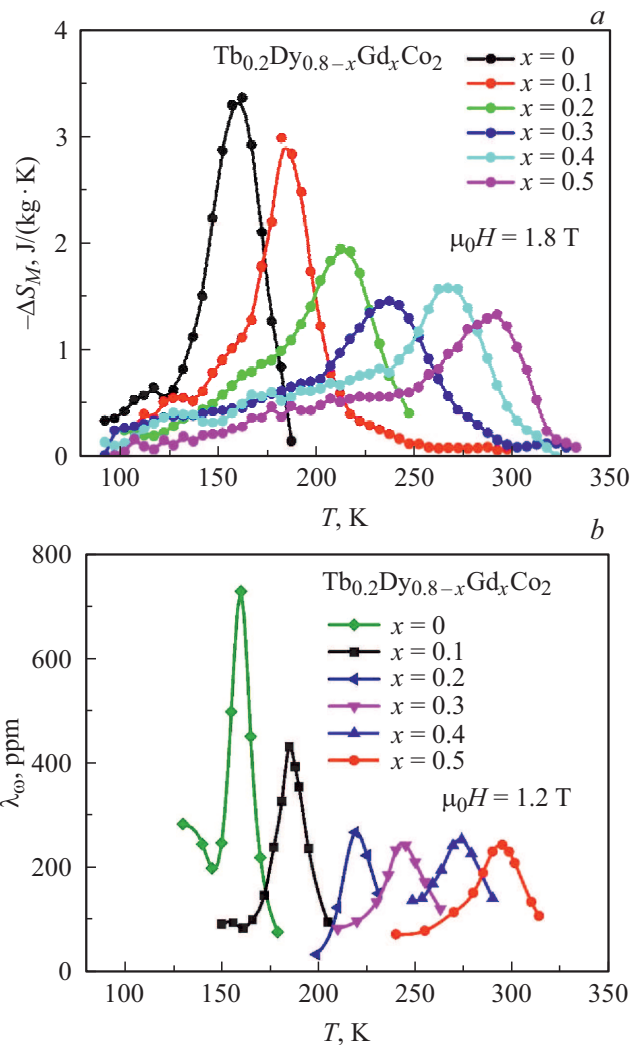 a
Tb₀.₂Dy₀.₈₋ₓGdₓCo₂
x = 0
x = 0.1
x = 0.2
x = 0.3
x = 0.4
x = 0.5
μ₀H = 1.8 T
–ΔS_M, J/(kg · K)
4
3
2
1
0
100 150 200 250 300 350
T, K
b
Tb₀.₂Dy₀.₈₋ₓGdₓCo₂
x = 0
x = 0.1
x = 0.2
x = 0.3
x = 0.4
x = 0.5
μ₀H = 1.2 T
λ_ω, ppm
800
600
400
200
0
100 150 200 250 300 350
T, K